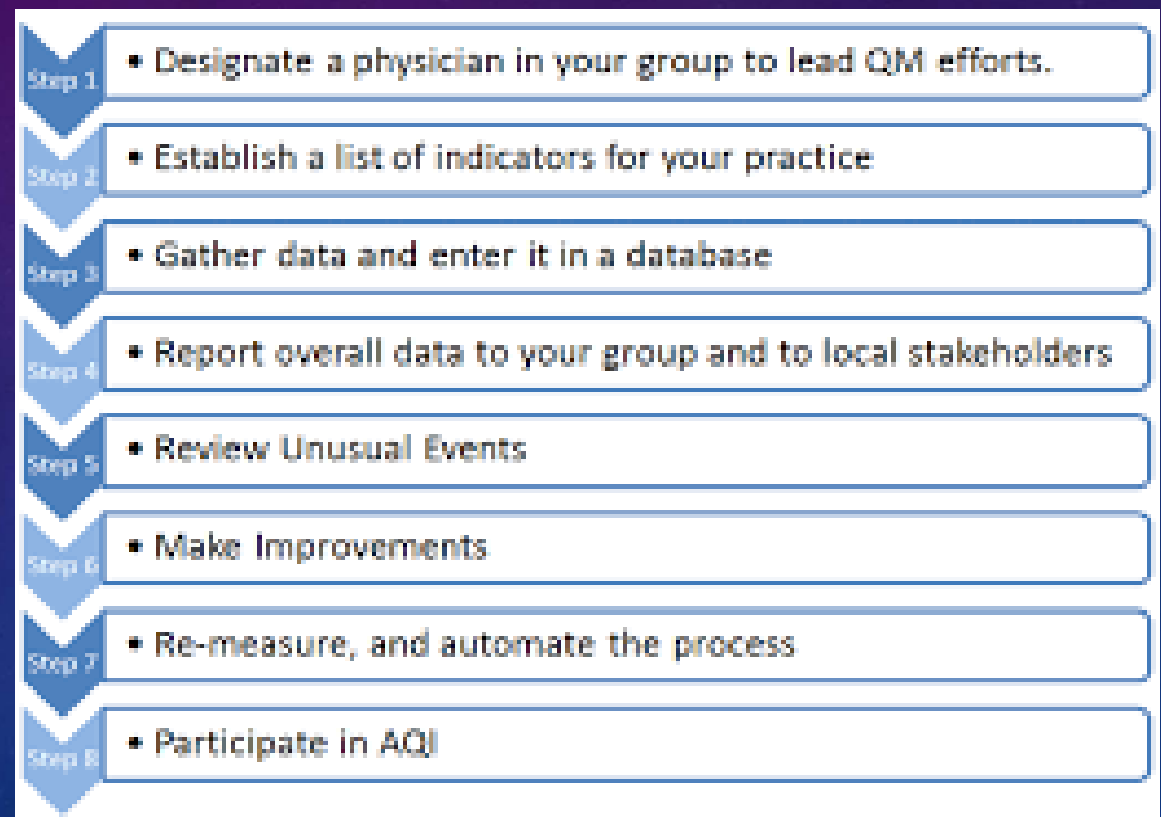 Step 1
• Designate a physician in your group to lead QM efforts.
Step 2
• Establish a list of indicators for your practice
Step 3
• Gather data and enter it in a database
Step 4
• Report overall data to your group and to local stakeholders
Step 5
• Review Unusual Events
Step 6
• Make Improvements
Step 7
• Re-measure, and automate the process
Step 8
• Participate in AQI